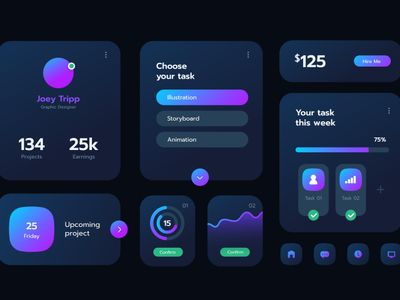 Joey Tripp
Graphic Designer
134
Projects
25k
Earnings
Choose
your task
Illustration
Storyboard
Animation
$125
Hire Me
Your task
this week
75%
Task 01
Task 02
25
Friday
Upcoming
project
01
15
Confirm
02
Confirm